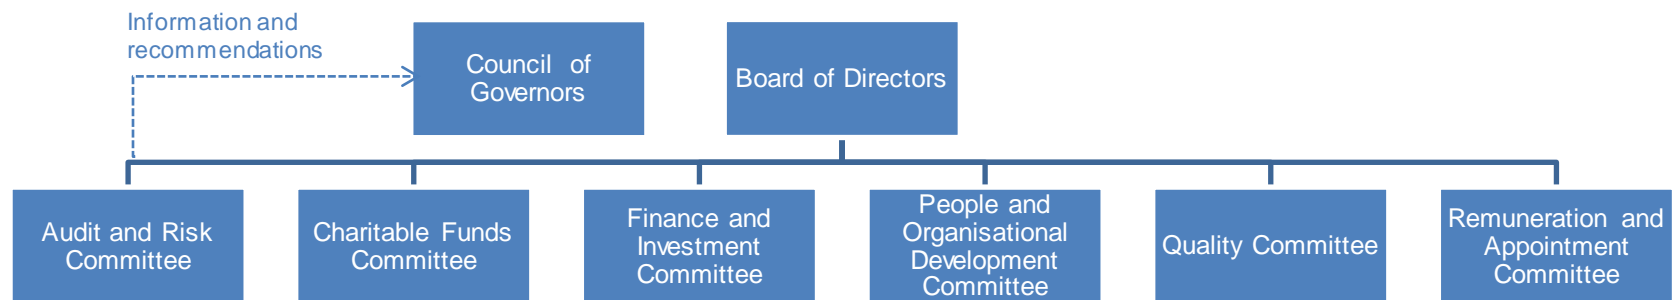 Information and
recommendations
Council of
Governors
Board of Directors
Audit and Risk
Committee
Charitable Funds
Committee
Finance and
Investment
Committee
People and
Organisational
Development
Committee
Quality Committee
Remuneration and
Appointment
Committee